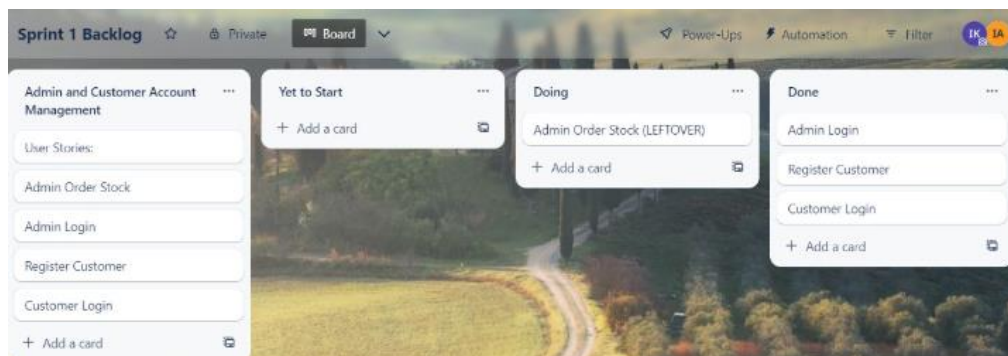 Sprint 1 Backlog
Private
Board
Power-Ups
Automation
Filter
IK
IA
Admin and Customer Account
Management
User Stories:
Admin Order Stock
Admin Login
Register Customer
Customer Login
+ Add a card
Yet to Start
+ Add a card
Doing
Admin Order Stock (LEFTOVER)
+ Add a card
Done
Admin Login
Register Customer
Customer Login
+ Add a card